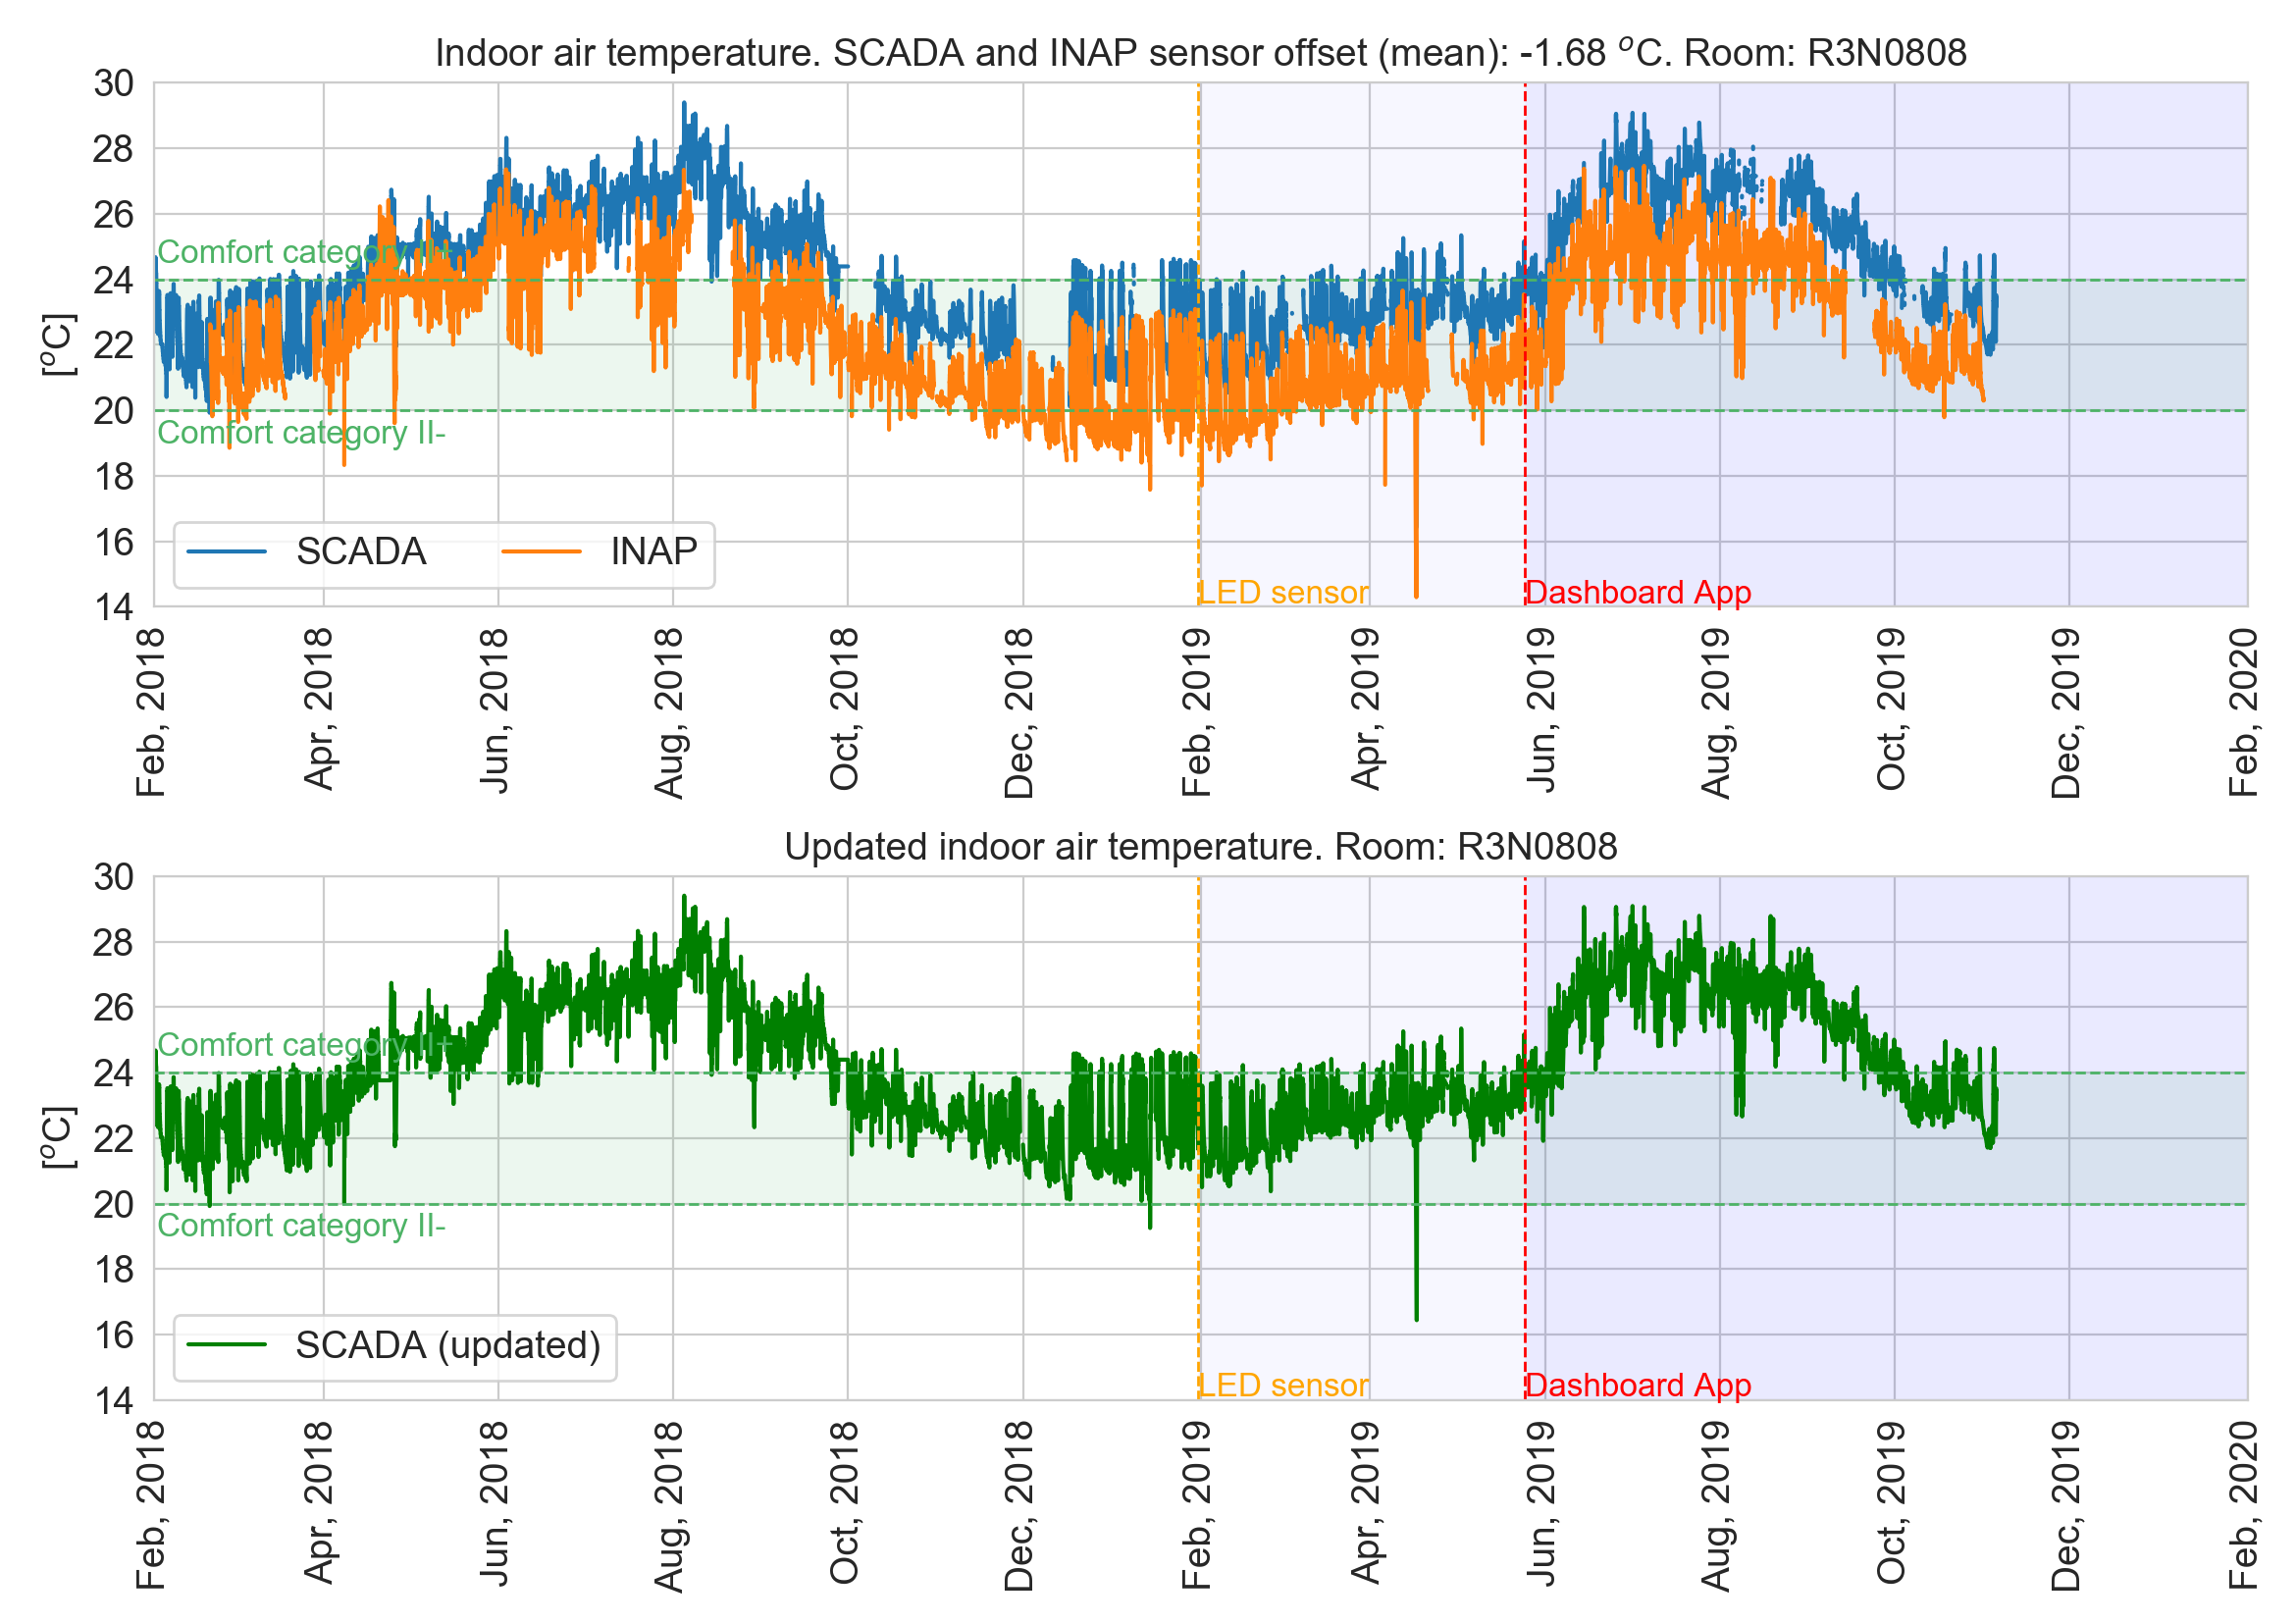 Indoor air temperature. SCADA and INAP sensor offset (mean): -1.68 °C. Room: R3N0808
30
28
26
24
22
20
18
16
14
[°C]
Comfort category II+
Comfort category II-
SCADA
INAP
LED sensor
Dashboard App
Feb, 2018
Apr, 2018
Jun, 2018
Aug, 2018
Oct, 2018
Dec, 2018
Feb, 2019
Apr, 2019
Jun, 2019
Aug, 2019
Oct, 2019
Dec, 2019
Feb, 2020
Updated indoor air temperature. Room: R3N0808
30
28
26
24
22
20
18
16
14
[°C]
Comfort category II+
Comfort category II-
SCADA (updated)
LED sensor
Dashboard App
Feb, 2018
Apr, 2018
Jun, 2018
Aug, 2018
Oct, 2018
Dec, 2018
Feb, 2019
Apr, 2019
Jun, 2019
Aug, 2019
Oct, 2019
Dec, 2019
Feb, 2020